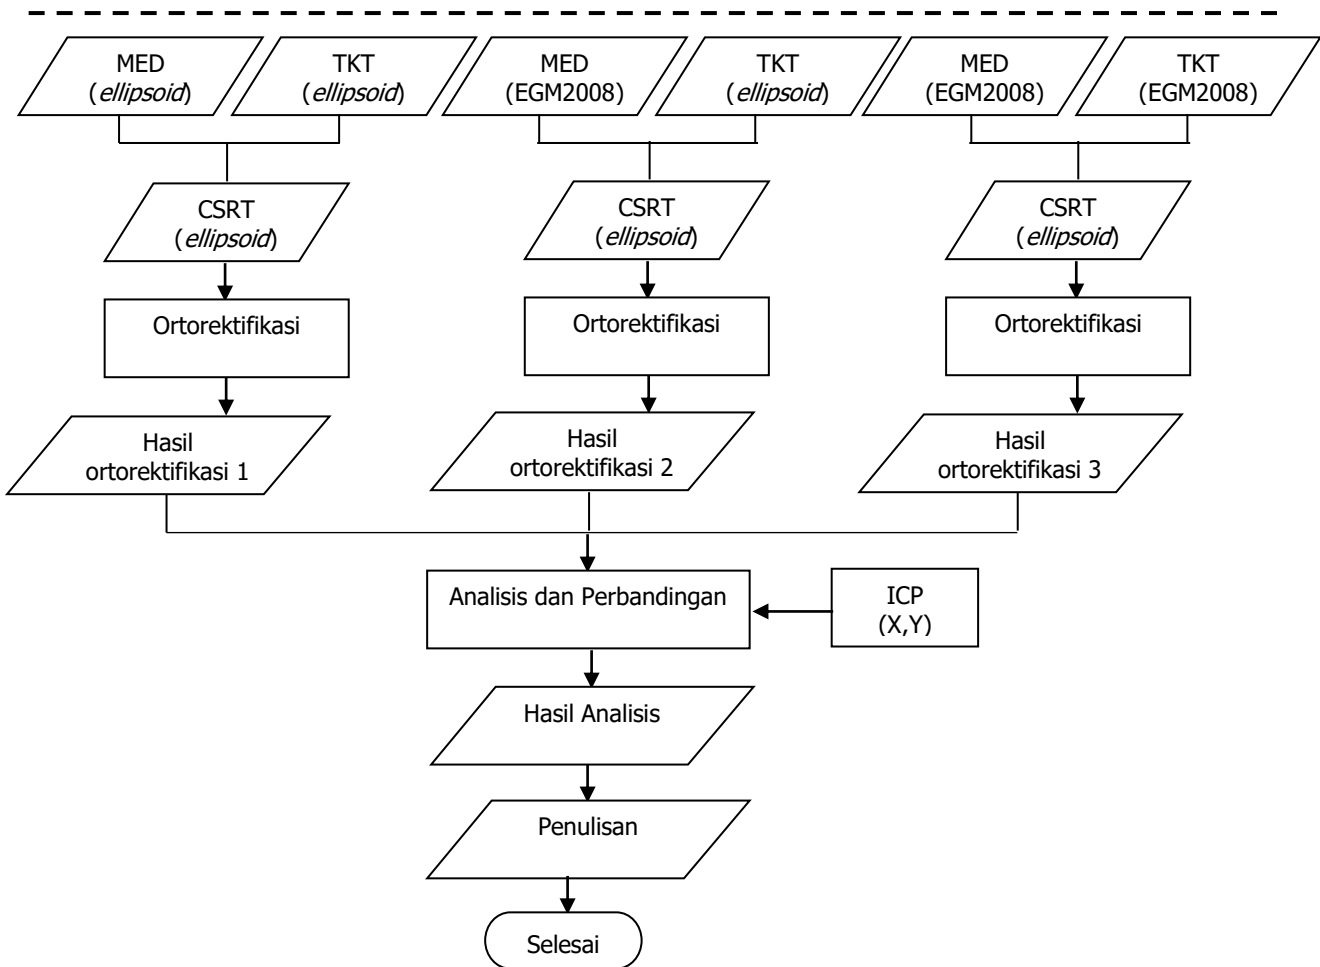 MED
(ellipsoid)
TKT
(ellipsoid)
MED
(EGM2008)
TKT
(ellipsoid)
MED
(EGM2008)
TKT
(EGM2008)
CSRT
(ellipsoid)
CSRT
(ellipsoid)
CSRT
(ellipsoid)
Ortorektifikasi
Ortorektifikasi
Ortorektifikasi
Hasil
ortorektifikasi 1
Hasil
ortorektifikasi 2
Hasil
ortorektifikasi 3
Analisis dan Perbandingan
ICP
(X,Y)
Hasil Analisis
Penulisan
Selesai